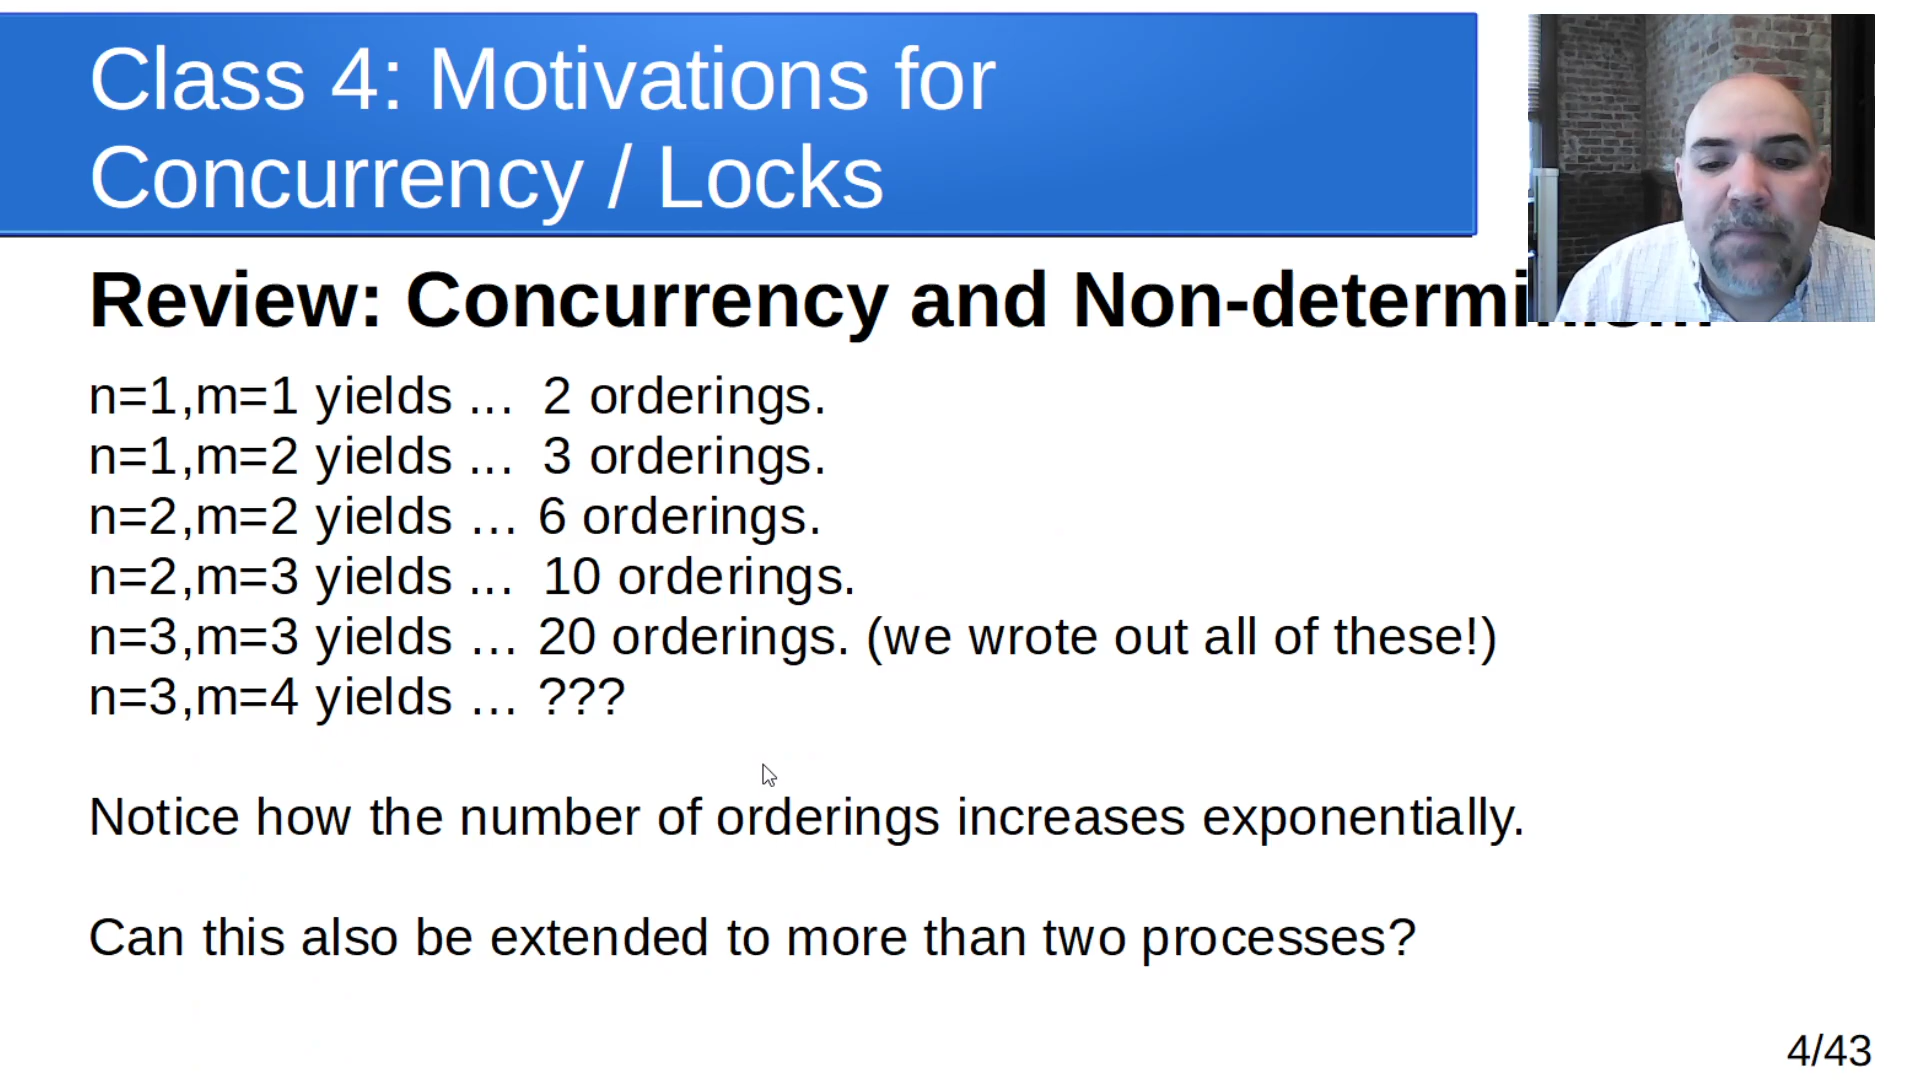 Class 4: Motivations for
Concurrency / Locks
Review: Concurrency and
n=1,m=1 yields ... 2 orderings.
n=1,m=2 yields ... 3 orderings.
n=2,m=2 yields ... 6 orderings.
n=2,m=3 yields ... 10 orderings.
n=3,m=3 yields ... 20 orderings. (we wrote out all of these!)
n=3,m=4 yields ... ???
Notice how the number of orderings increases exponentially.
Can this also be extended to more than two processes?
4/43